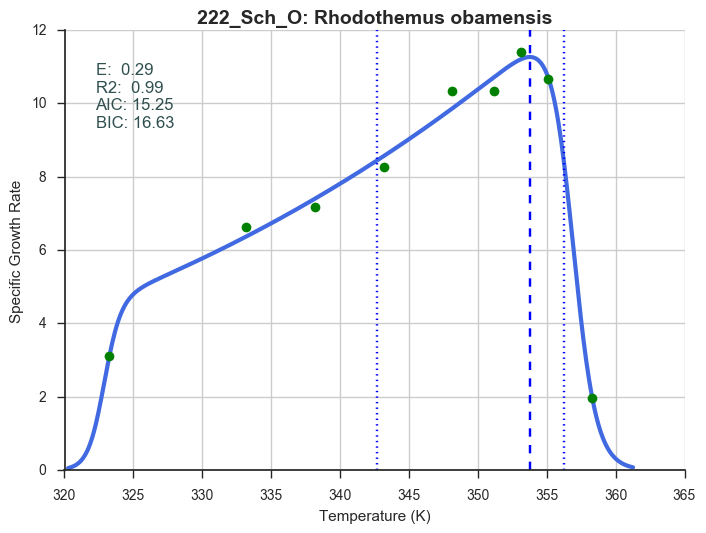 222_Sch_O: Rhodothemus obamensis
E:  0.29
R2:  0.99
AIC: 15.25
BIC: 16.63
Specific Growth Rate
12
10
8
6
4
2
0
320 325 330 335 340 345 350 355 360 365
Temperature (K)